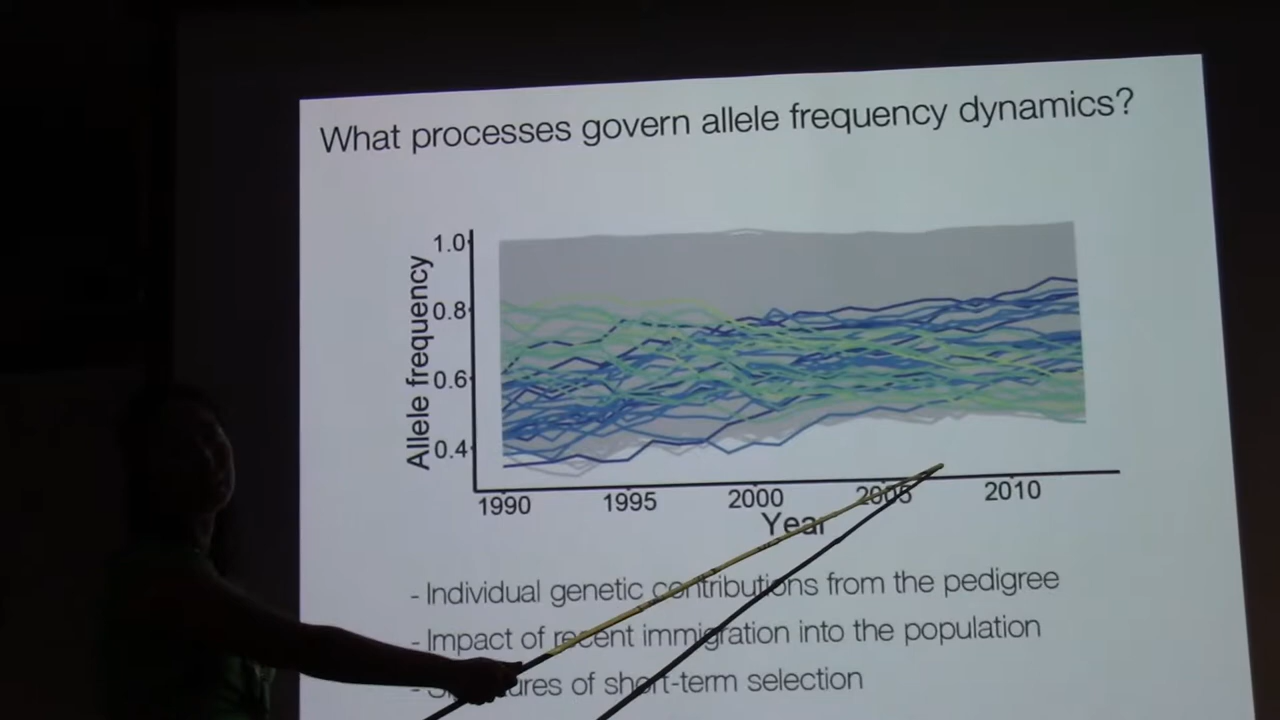 What processes govern allele frequency dynamics?
Allele frequency
1.0
0.8
0.6
0.4
1990 1995 2000 2005 2010
Year
- Individual genetic contributions from the pedigree
- Impact of recent immigration into the population
- of short-term selection